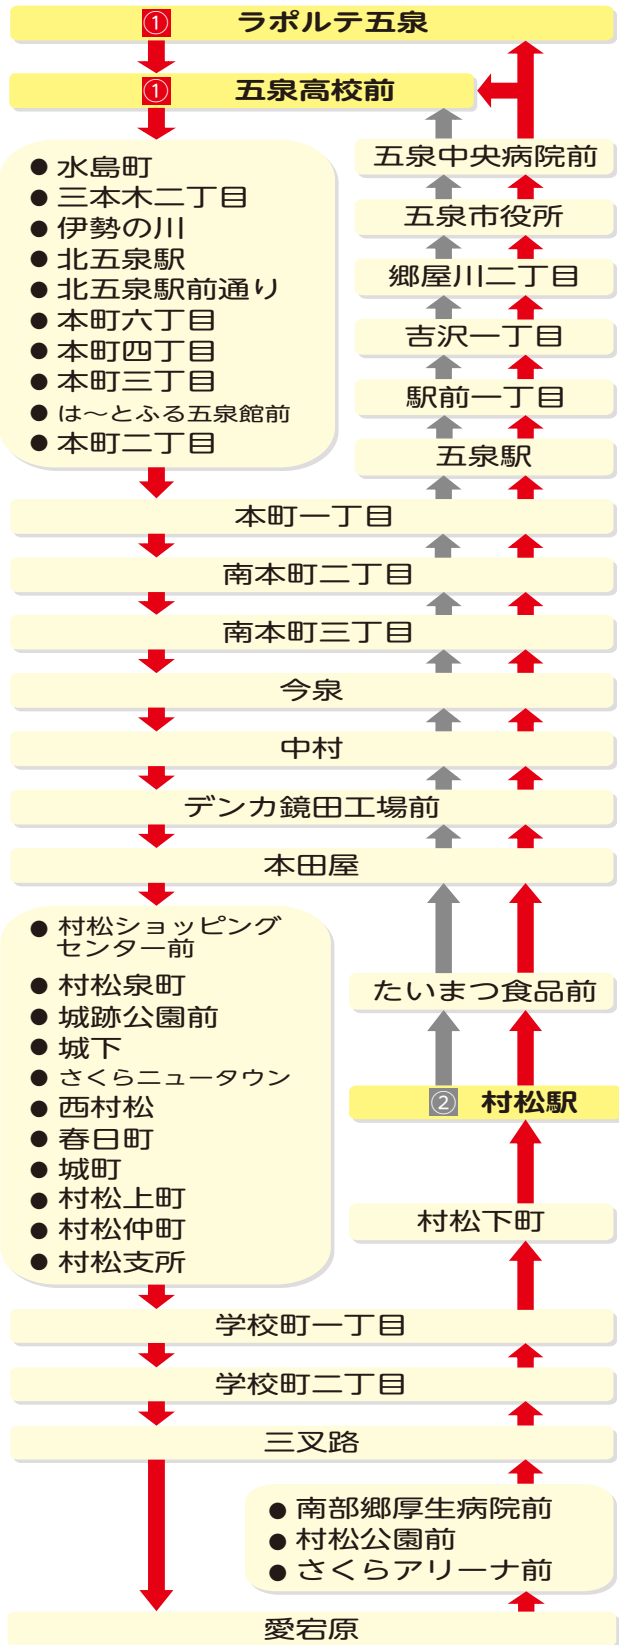 ① ラポルテ五泉
① 五泉高校前
● 水島町
● 三本木二丁目
● 伊勢の川
● 北五泉駅
● 北五泉駅前通り
● 本町六丁目
● 本町四丁目
● 本町三丁目
● は～とふる五泉館前
● 本町二丁目
五泉中央病院前
五泉市役所
郷屋川二丁目
吉沢一丁目
駅前一丁目
五泉駅
本町一丁目
南本町二丁目
南本町三丁目
今泉
中村
デンカ鏡田工場前
本田屋
● 村松ショッピング
センター前
● 村松泉町
● 城跡公園前
● 城下
● さくらニュータウン
● 西村松
● 春日町
● 城町
● 村松上町
● 村松仲町
● 村松支所
たいまつ食品前
② 村松駅
村松下町
学校町一丁目
学校町二丁目
三叉路
● 南部郷厚生病院前
● 村松公園前
● さくらアリーナ前
愛宕原